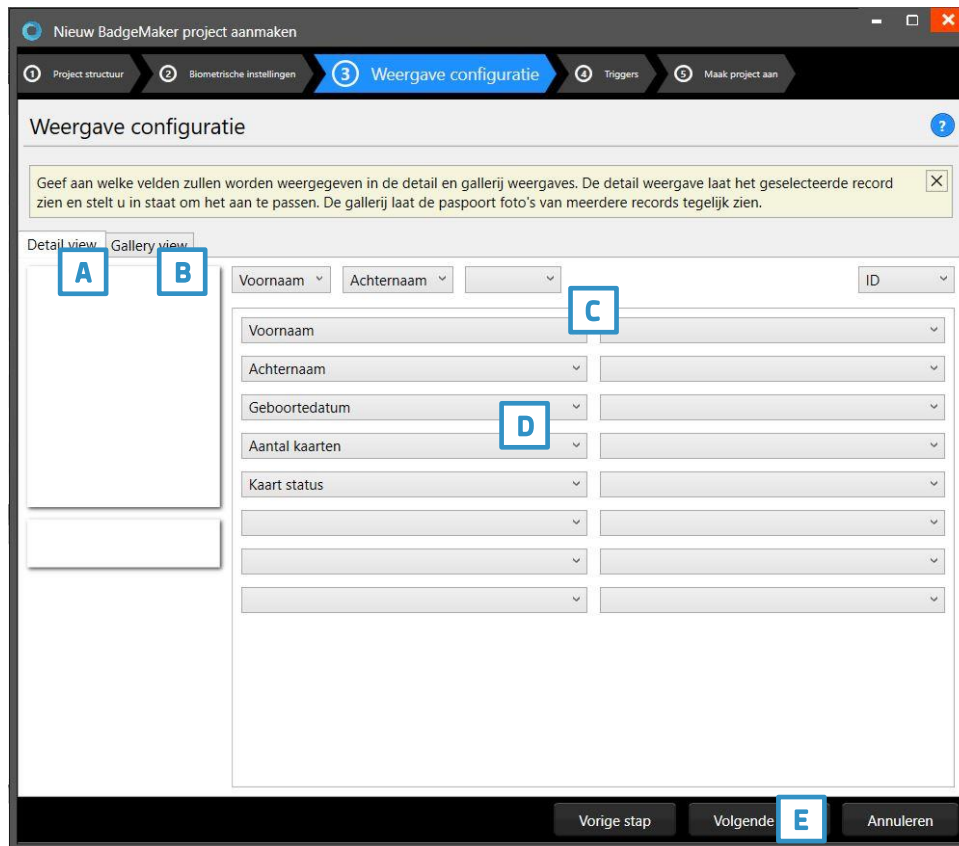 Nieuw BadgeMaker project aanmaken
1 Project structuur 2 Biometrische instellingen 3 Weergave configuratie 4 Triggers 5 Maak project aan
Weergave configuratie ?
Geef aan welke velden zullen worden weergegeven in de detail en gallerij weergaves. De detail weergave laat het geselecteerde record
zien en stelt u in staat om het aan te passen. De gallerij laat de paspoort foto's van meerdere records tegelijk zien.
Detail view Gallery view
A B
Voornaam Achternaam ID
C
Voornaam
Achternaam
Geboortedatum
D
Aantal kaarten
Kaart status
Vorige stap Volgende E Annuleren